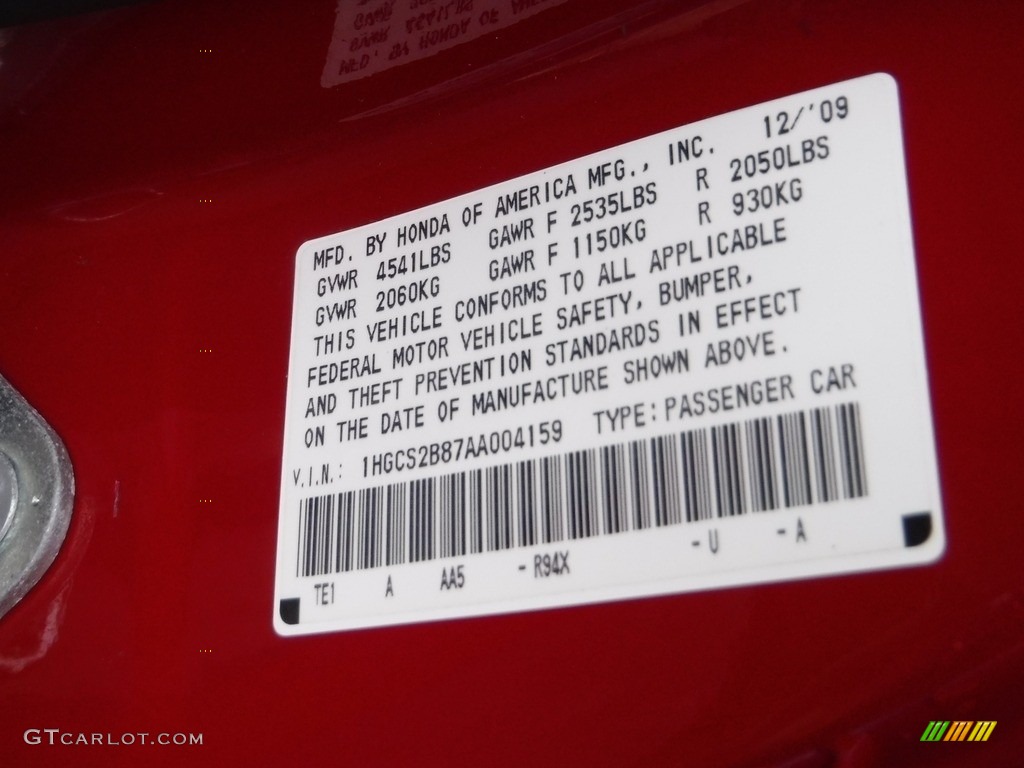 MFD. BY HONDA OF AMERICA MFG., INC. 12/'09
GVWR 4541LBS GAWR F 2535LBS R 2050LBS
GVWR 2060KG GAWR F 1150KG R 930KG
THIS VEHICLE CONFORMS TO ALL APPLICABLE
FEDERAL MOTOR VEHICLE SAFETY, BUMPER,
AND THEFT PREVENTION STANDARDS IN EFFECT
ON THE DATE OF MANUFACTURE SHOWN ABOVE.
V.I.N.: 1HGCS2B87AA004159 TYPE:PASSENGER CAR
TE1 A AA5 -R94X -U -A
GTCARLOT.COM